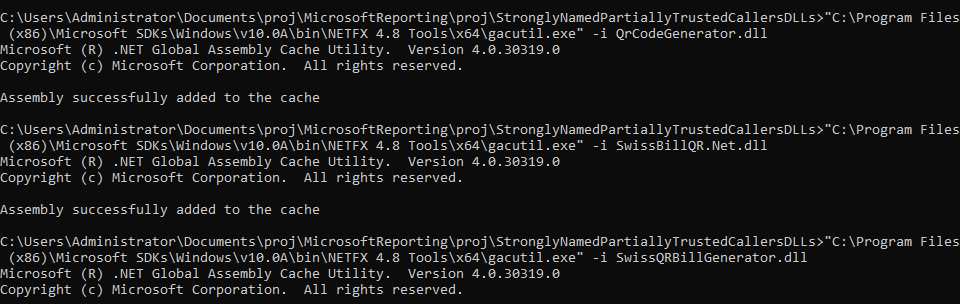 C:\Users\Administrator\Documents\proj\MicrosoftReporting\proj\StronglyNamedPartiallyTrustedCallersDLLs>"C:\Program Files
 (x86)\Microsoft SDKs\Windows\v10.0A\bin\NETFX 4.8 Tools\x64\gacutil.exe" -i QrCodeGenerator.dll
Microsoft (R) .NET Global Assembly Cache Utility.  Version 4.0.30319.0
Copyright (c) Microsoft Corporation.  All rights reserved.

Assembly successfully added to the cache

C:\Users\Administrator\Documents\proj\MicrosoftReporting\proj\StronglyNamedPartiallyTrustedCallersDLLs>"C:\Program Files
 (x86)\Microsoft SDKs\Windows\v10.0A\bin\NETFX 4.8 Tools\x64\gacutil.exe" -i SwissBillQR.Net.dll
Microsoft (R) .NET Global Assembly Cache Utility.  Version 4.0.30319.0
Copyright (c) Microsoft Corporation.  All rights reserved.

Assembly successfully added to the cache

C:\Users\Administrator\Documents\proj\MicrosoftReporting\proj\StronglyNamedPartiallyTrustedCallersDLLs>"C:\Program Files
 (x86)\Microsoft SDKs\Windows\v10.0A\bin\NETFX 4.8 Tools\x64\gacutil.exe" -i SwissQRBillGenerator.dll
Microsoft (R) .NET Global Assembly Cache Utility.  Version 4.0.30319.0
Copyright (c) Microsoft Corporation.  All rights reserved.